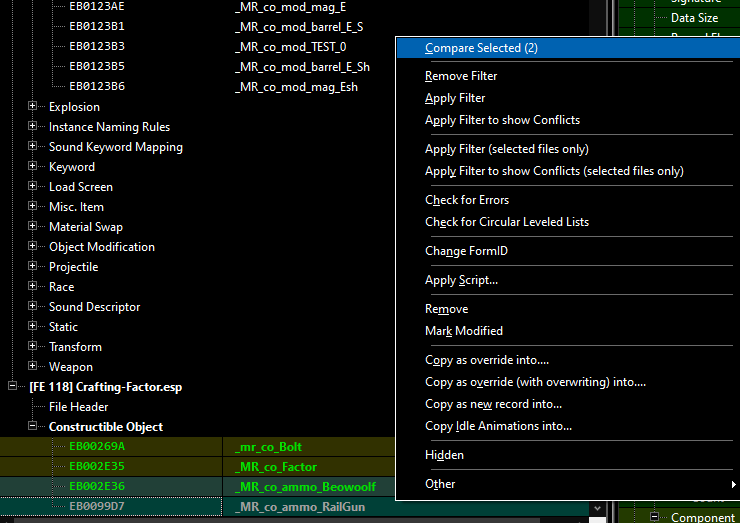 EB0123AE _MR_co_mod_mag_E
EB0123B1 _MR_co_mod_barrel_E_S
EB0123B3 _MR_co_mod_TEST_0
EB0123B5 _MR_co_mod_barrel_E_Sh
EB0123B6 _MR_co_mod_mag_Esh
Explosion
Instance Naming Rules
Sound Keyword Mapping
Keyword
Load Screen
Misc. Item
Material Swap
Object Modification
Projectile
Race
Sound Descriptor
Static
Transform
Weapon
[FE 118] Crafting-Factor.esp
File Header
Constructible Object
EB00269A _mr_co_Bolt
EB002E35 _MR_co_Factor
EB002E36 _MR_co_ammo_Beowoolf
EB0099D7 _MR_co_ammo_RailGun
Compare Selected (2)
Remove Filter
Apply Filter
Apply Filter to show Conflicts
Apply Filter (selected files only)
Apply Filter to show Conflicts (selected files only)
Check for Errors
Check for Circular Leveled Lists
Change FormID
Apply Script...
Remove
Mark Modified
Copy as override into....
Copy as override (with overwriting) into....
Copy as new record into...
Copy Idle Animations into...
Hidden
Other
Data Size
Component